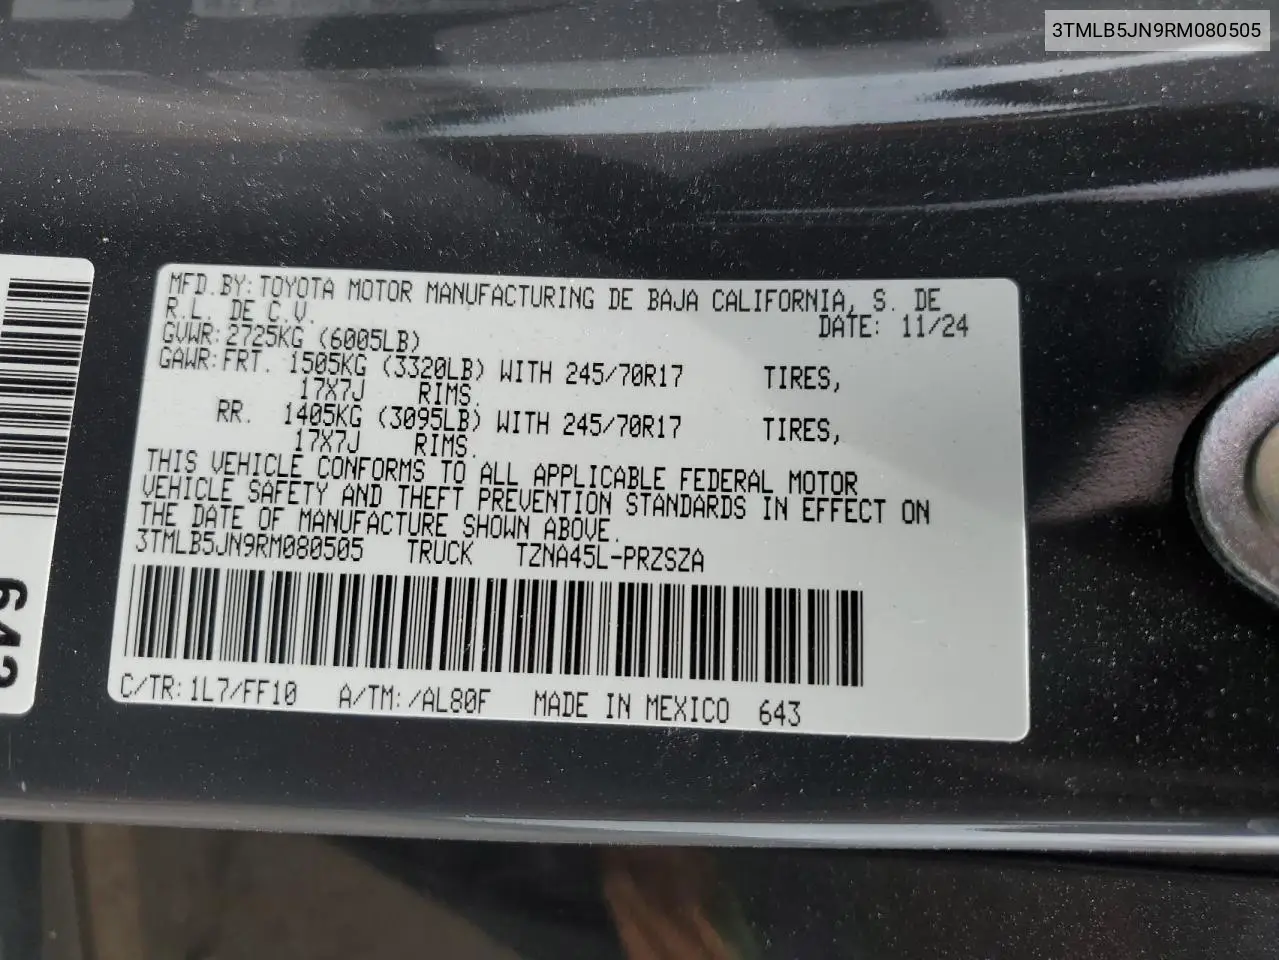 3TMLB5JN9RM080505
MFD.BY:TOYOTA MOTOR MANUFACTURING DE BAJA CALIFORNIA, S. DE
R.L. DE C.V. DATE: 11/24
GVWR:2725KG (6005LB)
GAWR:FRT. 1505KG (3320LB) WITH 245/70R17 TIRES,
17X7J RIMS.
RR. 1405KG (3095LB) WITH 245/70R17 TIRES,
17X7J RIMS.
THIS VEHICLE CONFORMS TO ALL APPLICABLE FEDERAL MOTOR
VEHICLE SAFETY AND THEFT PREVENTION STANDARDS IN EFFECT ON
THE DATE OF MANUFACTURE SHOWN ABOVE.
3TMLB5JN9RM080505 TRUCK TZNA45L-PRZSZA
C/TR:1L7/FF10 A/TM:/AL80F MADE IN MEXICO 643